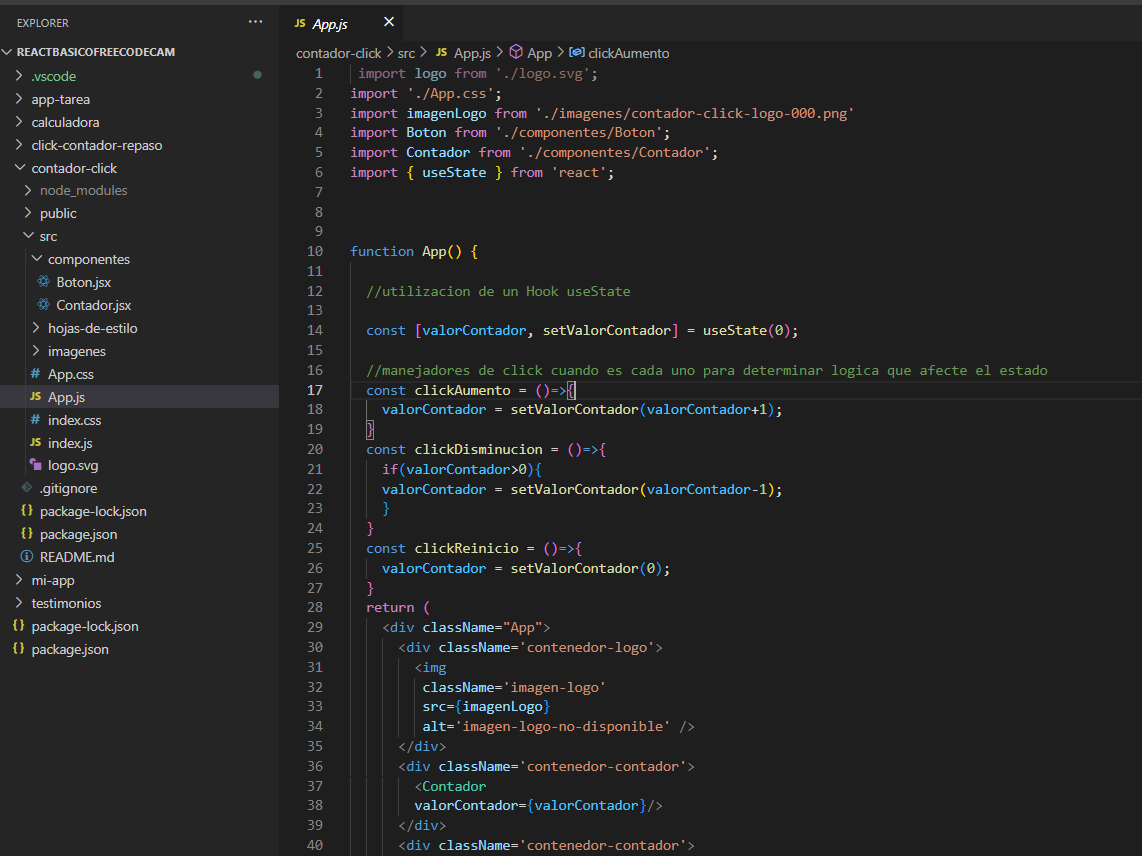 EXPLORER
REACTBASICOFREECODECAM
.vscode
app-tarea
calculadora
click-contador-repaso
contador-click
node_modules
public
src
componentes
Boton.jsx
Contador.jsx
hojas-de-estilo
imagenes
# App.css
JS App.js
# index.css
JS index.js
logo.svg
.gitignore
{} package-lock.json
{} package.json
README.md
mi-app
testimonios
{} package-lock.json
{} package.json
JS App.js ×
contador-click > src > JS App.js > App > clickAumento
1 import logo from './logo.svg';
2 import './App.css';
3 import imagenLogo from './imagenes/contador-click-logo-000.png'
4 import Boton from './componentes/Boton';
5 import Contador from './componentes/Contador';
6 import { useState } from 'react';
7
8
9
10 function App() {
11
12 //utilizacion de un Hook useState
13
14 const [valorContador, setValorContador] = useState(0);
15
16 //manejadores de click cuando es cada uno para determinar logica que afecte el estado
17 const clickAumento = ()=>{
18 valorContador = setValorContador(valorContador+1);
19 }
20 const clickDisminucion = ()=>{
21 if(valorContador>0){
22 valorContador = setValorContador(valorContador-1);
23 }
24 }
25 const clickReinicio = ()=>{
26 valorContador = setValorContador(0);
27 }
28 return (
29 <div className="App">
30 <div className='contenedor-logo'>
31 <img
32 className='imagen-logo'
33 src={imagenLogo}
34 alt='imagen-logo-no-disponible' />
35 </div>
36 <div className='contenedor-contador'>
37 <Contador
38 valorContador={valorContador}/>
39 </div>
40 <div className='contenedor-contador'>